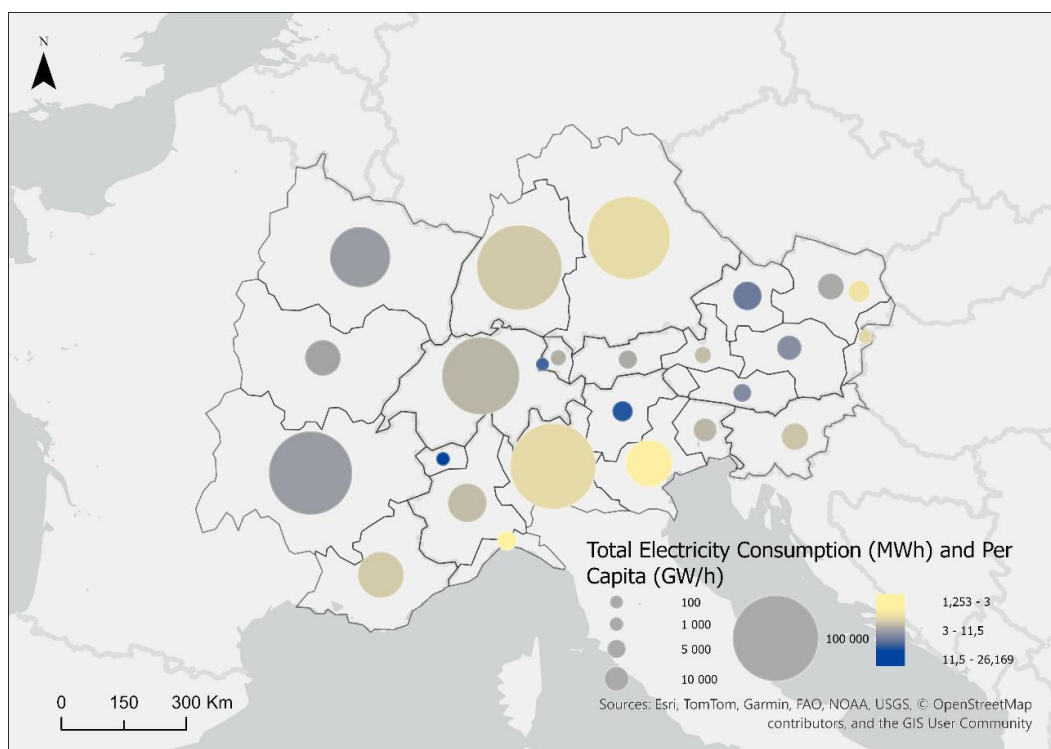 N
Total Electricity Consumption (MWh) and Per
Capita (GW/h)
100
1 000
5 000
10 000
100 000
1,253 - 3
3 - 11,5
11,5 - 26,169
0 150 300 Km
Sources: Esri, TomTom, Garmin, FAO, NOAA, USGS, © OpenStreetMap
contributors, and the GIS User Community